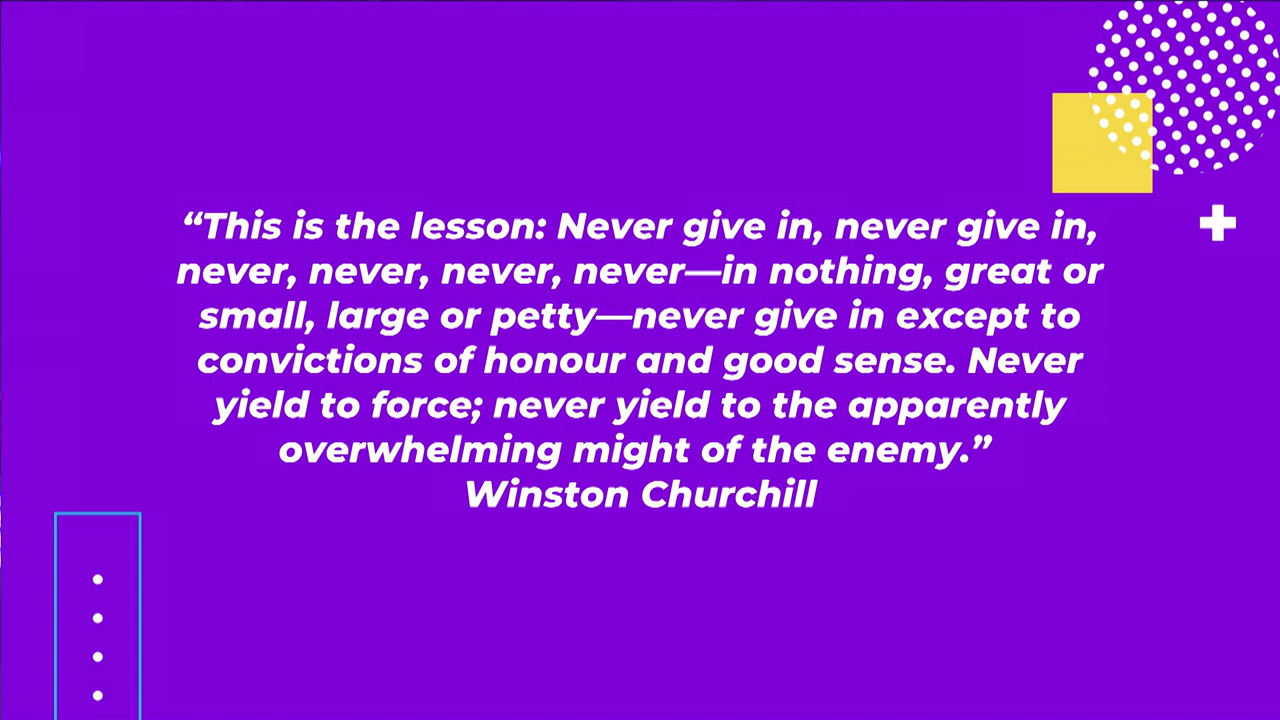 “This is the lesson: Never give in, never give in,
never, never, never, never—in nothing, great or
small, large or petty—never give in except to
convictions of honour and good sense. Never
yield to force; never yield to the apparently
overwhelming might of the enemy.”
Winston Churchill